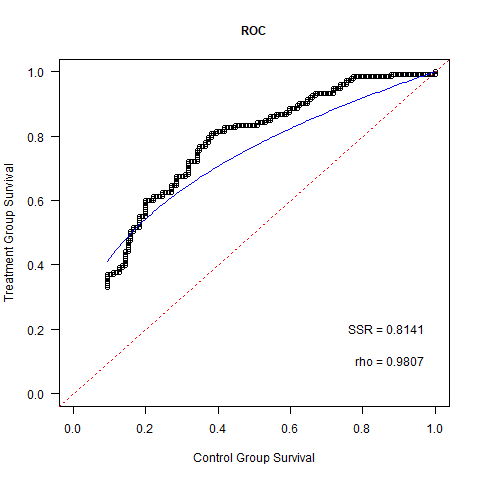 ROC
Treatment Group Survival
1.0
0.8
0.6
0.4
0.2
0.0
SSR = 0.8141
rho = 0.9807
0.0 0.2 0.4 0.6 0.8 1.0
Control Group Survival